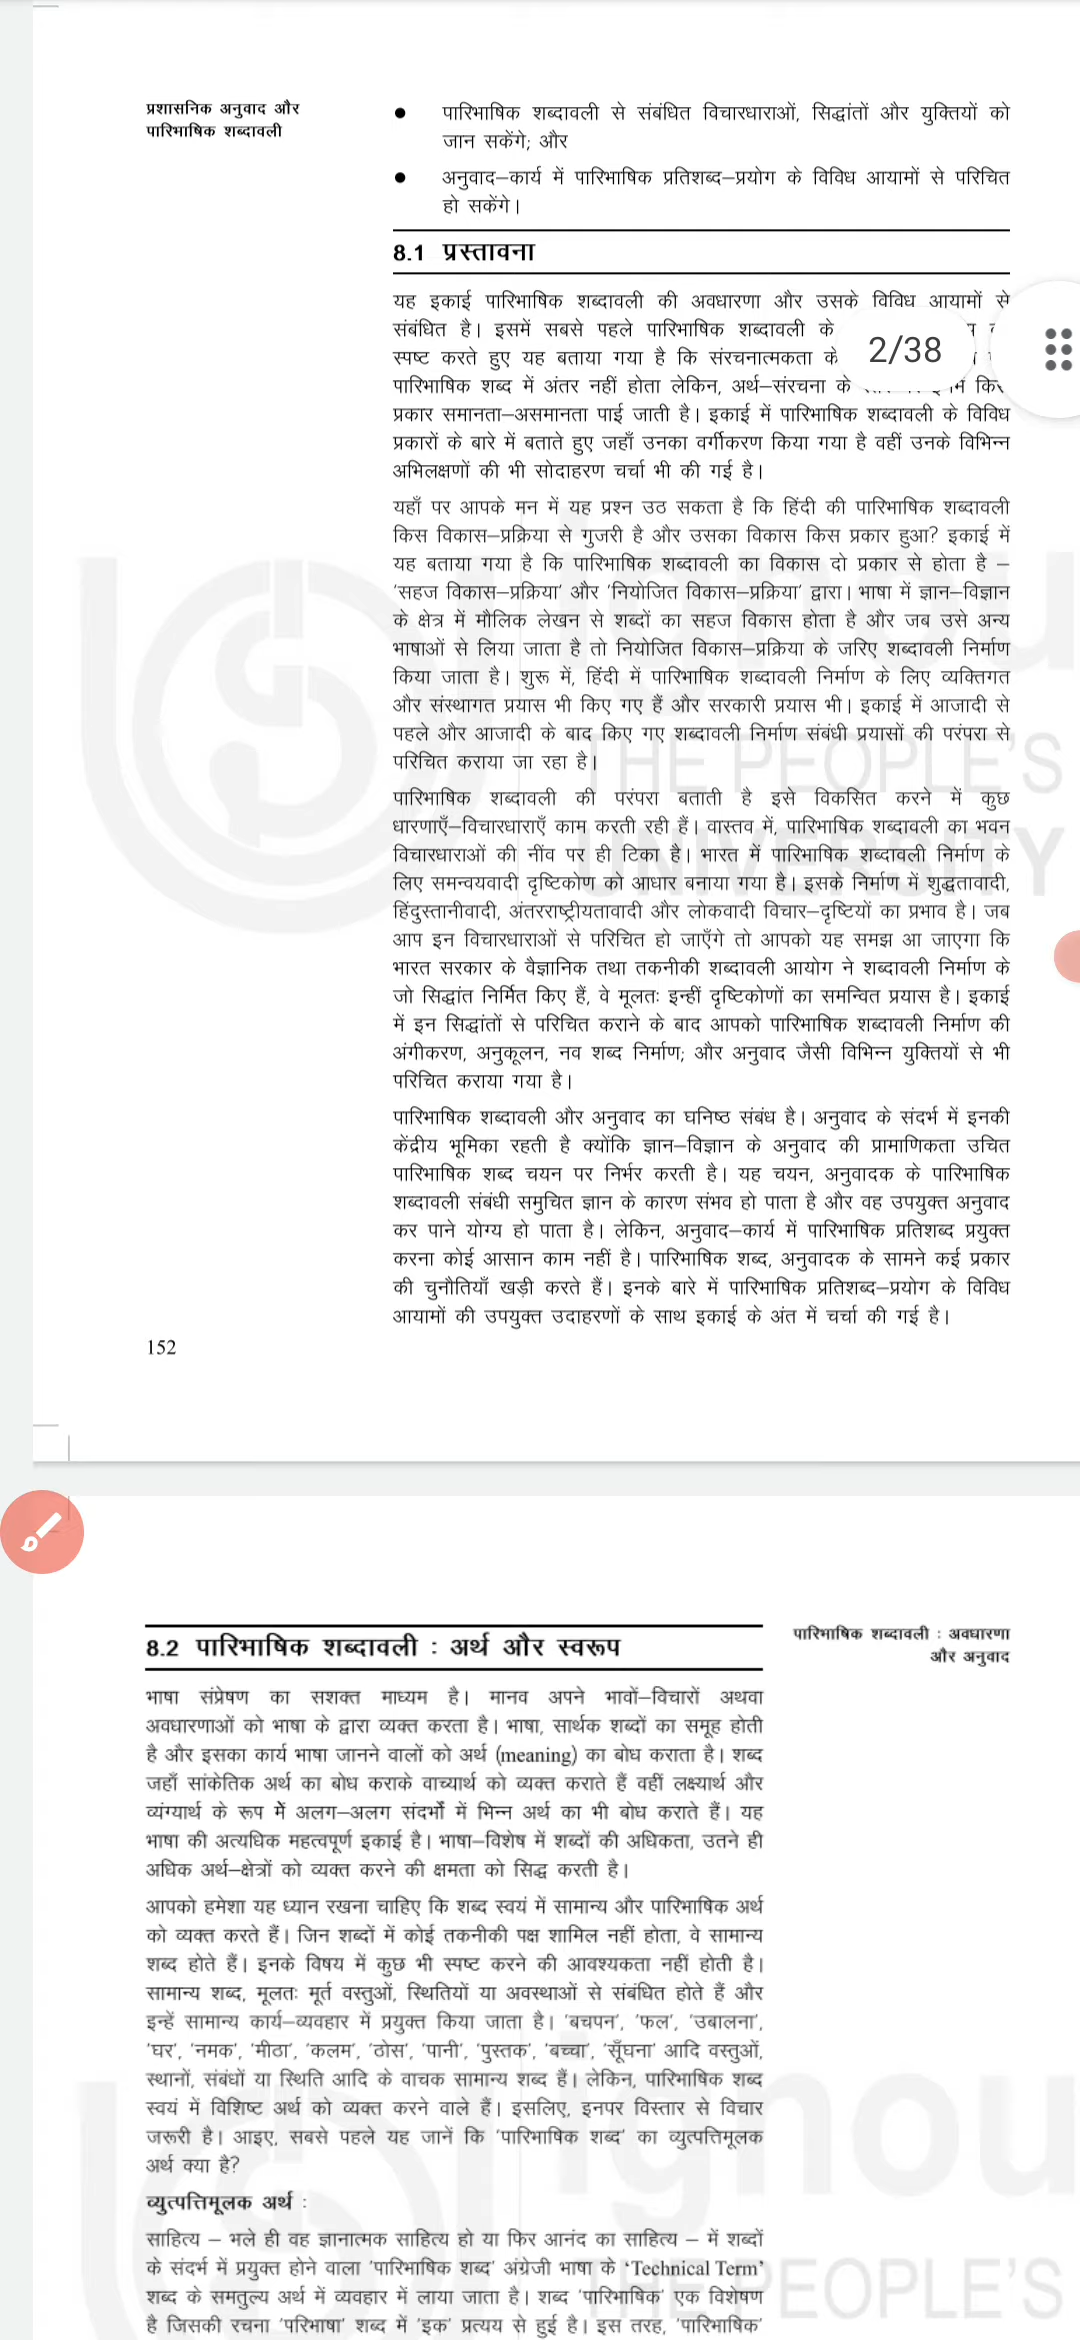 प्रशासनिक अनुवाद और
पारिभाषिक शब्दावली
● पारिभाषिक शब्दावली से संबंधित विचारधाराओं, सिद्धांतों और युक्तियों को
जान सकेंगे; और
● अनुवाद–कार्य में पारिभाषिक प्रतिशब्द–प्रयोग के विविध आयामों से परिचित
हो सकेंगे।
8.1 प्रस्तावना
यह इकाई पारिभाषिक शब्दावली की अवधारणा और उसके विविध आयामों से
संबंधित है। इसमें सबसे पहले पारिभाषिक शब्दावली के
स्पष्ट करते हुए यह बताया गया है कि संरचनात्मकता के
2/38
पारिभाषिक शब्द में अंतर नहीं होता लेकिन, अर्थ–संरचना के
प्रकार समानता–असमानता पाई जाती है। इकाई में पारिभाषिक शब्दावली के विविध
प्रकारों के बारे में बताते हुए जहाँ उनका वर्गीकरण किया गया है वहीं उनके विभिन्न
अभिलक्षणों की भी सोदाहरण चर्चा भी की गई है।
यहाँ पर आपके मन में यह प्रश्न उठ सकता है कि हिंदी की पारिभाषिक शब्दावली
किस विकास–प्रक्रिया से गुजरी है और उसका विकास किस प्रकार हुआ? इकाई में
यह बताया गया है कि पारिभाषिक शब्दावली का विकास दो प्रकार से होता है –
‘सहज विकास–प्रक्रिया’ और ‘नियोजित विकास–प्रक्रिया’ द्वारा। भाषा में ज्ञान–विज्ञान
के क्षेत्र में मौलिक लेखन से शब्दों का सहज विकास होता है और जब उसे अन्य
भाषाओं से लिया जाता है तो नियोजित विकास–प्रक्रिया के जरिए शब्दावली निर्माण
किया जाता है। शुरू में, हिंदी में पारिभाषिक शब्दावली निर्माण के लिए व्यक्तिगत
और संस्थागत प्रयास भी किए गए हैं और सरकारी प्रयास भी। इकाई में आजादी से
पहले और आजादी के बाद किए गए शब्दावली निर्माण संबंधी प्रयासों की परंपरा से
परिचित कराया जा रहा है।
पारिभाषिक शब्दावली की परंपरा बताती है इसे विकसित करने में कुछ
धारणाएँ–विचारधाराएँ काम करती रही हैं। वास्तव में, पारिभाषिक शब्दावली का भवन
विचारधाराओं की नींव पर ही टिका है। भारत में पारिभाषिक शब्दावली निर्माण के
लिए समन्वयवादी दृष्टिकोण को आधार बनाया गया है। इसके निर्माण में शुद्धतावादी,
हिंदुस्तानीवादी, अंतरराष्ट्रीयतावादी और लोकवादी विचार–दृष्टियों का प्रभाव है। जब
आप इन विचारधाराओं से परिचित हो जाएँगे तो आपको यह समझ आ जाएगा कि
भारत सरकार के वैज्ञानिक तथा तकनीकी शब्दावली आयोग ने शब्दावली निर्माण के
जो सिद्धांत निर्मित किए हैं, वे मूलतः इन्हीं दृष्टिकोणों का समन्वित प्रयास है। इकाई
में इन सिद्धांतों से परिचित कराने के बाद आपको पारिभाषिक शब्दावली निर्माण की
अंगीकरण, अनुकूलन, नव शब्द निर्माण; और अनुवाद जैसी विभिन्न युक्तियों से भी
परिचित कराया गया है।
पारिभाषिक शब्दावली और अनुवाद का घनिष्ठ संबंध है। अनुवाद के संदर्भ में इनकी
केंद्रीय भूमिका रहती है क्योंकि ज्ञान–विज्ञान के अनुवाद की प्रामाणिकता उचित
पारिभाषिक शब्द चयन पर निर्भर करती है। यह चयन, अनुवादक के पारिभाषिक
शब्दावली संबंधी समुचित ज्ञान के कारण संभव हो पाता है और वह उपयुक्त अनुवाद
कर पाने योग्य हो पाता है। लेकिन, अनुवाद–कार्य में पारिभाषिक प्रतिशब्द प्रयुक्त
करना कोई आसान काम नहीं है। पारिभाषिक शब्द, अनुवादक के सामने कई प्रकार
की चुनौतियाँ खड़ी करते हैं। इनके बारे में पारिभाषिक प्रतिशब्द–प्रयोग के विविध
आयामों की उपयुक्त उदाहरणों के साथ इकाई के अंत में चर्चा की गई है।
152
ignou
THE PEOPLE'S
UNIVERSITY
पारिभाषिक शब्दावली : अवधारणा
और अनुवाद
8.2 पारिभाषिक शब्दावली : अर्थ और स्वरूप
भाषा संप्रेषण का सशक्त माध्यम है। मानव अपने भावों–विचारों अथवा
अवधारणाओं को भाषा के द्वारा व्यक्त करता है। भाषा, सार्थक शब्दों का समूह होती
है और इसका कार्य भाषा जानने वालों को अर्थ (meaning) का बोध कराता है। शब्द
जहाँ सांकेतिक अर्थ का बोध कराके वाच्यार्थ को व्यक्त कराते हैं वहीं लक्ष्यार्थ और
व्यंग्यार्थ के रूप में अलग–अलग संदर्भों में भिन्न अर्थ का भी बोध कराते हैं। यह
भाषा की अत्यधिक महत्वपूर्ण इकाई है। भाषा–विशेष में शब्दों की अधिकता, उतने ही
अधिक अर्थ–क्षेत्रों को व्यक्त करने की क्षमता को सिद्ध करती है।
आपको हमेशा यह ध्यान रखना चाहिए कि शब्द स्वयं में सामान्य और पारिभाषिक अर्थ
को व्यक्त करते हैं। जिन शब्दों में कोई तकनीकी पक्ष शामिल नहीं होता, वे सामान्य
शब्द होते हैं। इनके विषय में कुछ भी स्पष्ट करने की आवश्यकता नहीं होती है।
सामान्य शब्द, मूलतः मूर्त वस्तुओं, स्थितियों या अवस्थाओं से संबंधित होते हैं और
इन्हें सामान्य कार्य–व्यवहार में प्रयुक्त किया जाता है। ‘बचपन’, ‘फल’, ‘उबालना’,
‘घर’, ‘नमक’, ‘मीठा’, ‘कलम’, ‘ठोस’, ‘पानी’, ‘पुस्तक’, ‘बच्चा’, ‘सूँघना’ आदि वस्तुओं,
स्थानों, संबंधों या स्थिति आदि के वाचक सामान्य शब्द हैं। लेकिन, पारिभाषिक शब्द
स्वयं में विशिष्ट अर्थ को व्यक्त करने वाले हैं। इसलिए, इनपर विस्तार से विचार
जरूरी है। आइए, सबसे पहले यह जानें कि ‘पारिभाषिक शब्द’ का व्युत्पत्तिमूलक
अर्थ क्या है?
व्युत्पत्तिमूलक अर्थ :
साहित्य – भले ही वह ज्ञानात्मक साहित्य हो या फिर आनंद का साहित्य – में शब्दों
के संदर्भ में प्रयुक्त होने वाला ‘पारिभाषिक शब्द’ अंग्रेजी भाषा के ‘Technical Term’
शब्द के समतुल्य अर्थ में व्यवहार में लाया जाता है। शब्द ‘पारिभाषिक’ एक विशेषण
है जिसकी रचना ‘परिभाषा’ शब्द में ‘इक’ प्रत्यय से हुई है। इस तरह, ‘पारिभाषिक’
ignou
PEOPLE'S